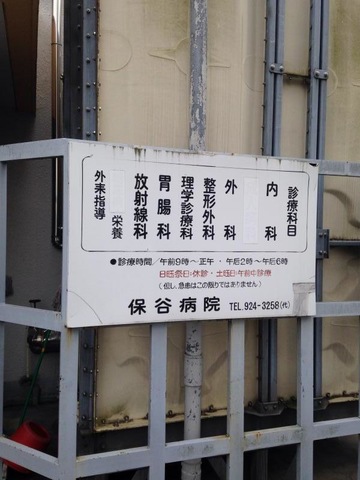 診療科目
内科
外科
整形外科
理学診療科
胃腸科
放射線科
栄養
外来指導
●診療時間／午前9時〜正午・午後2時〜午后6時
日曜祭日:休診・土曜日:午前中診療
(但し、急患はこの限りではありません)
保谷病院 TEL.924-3258(代)